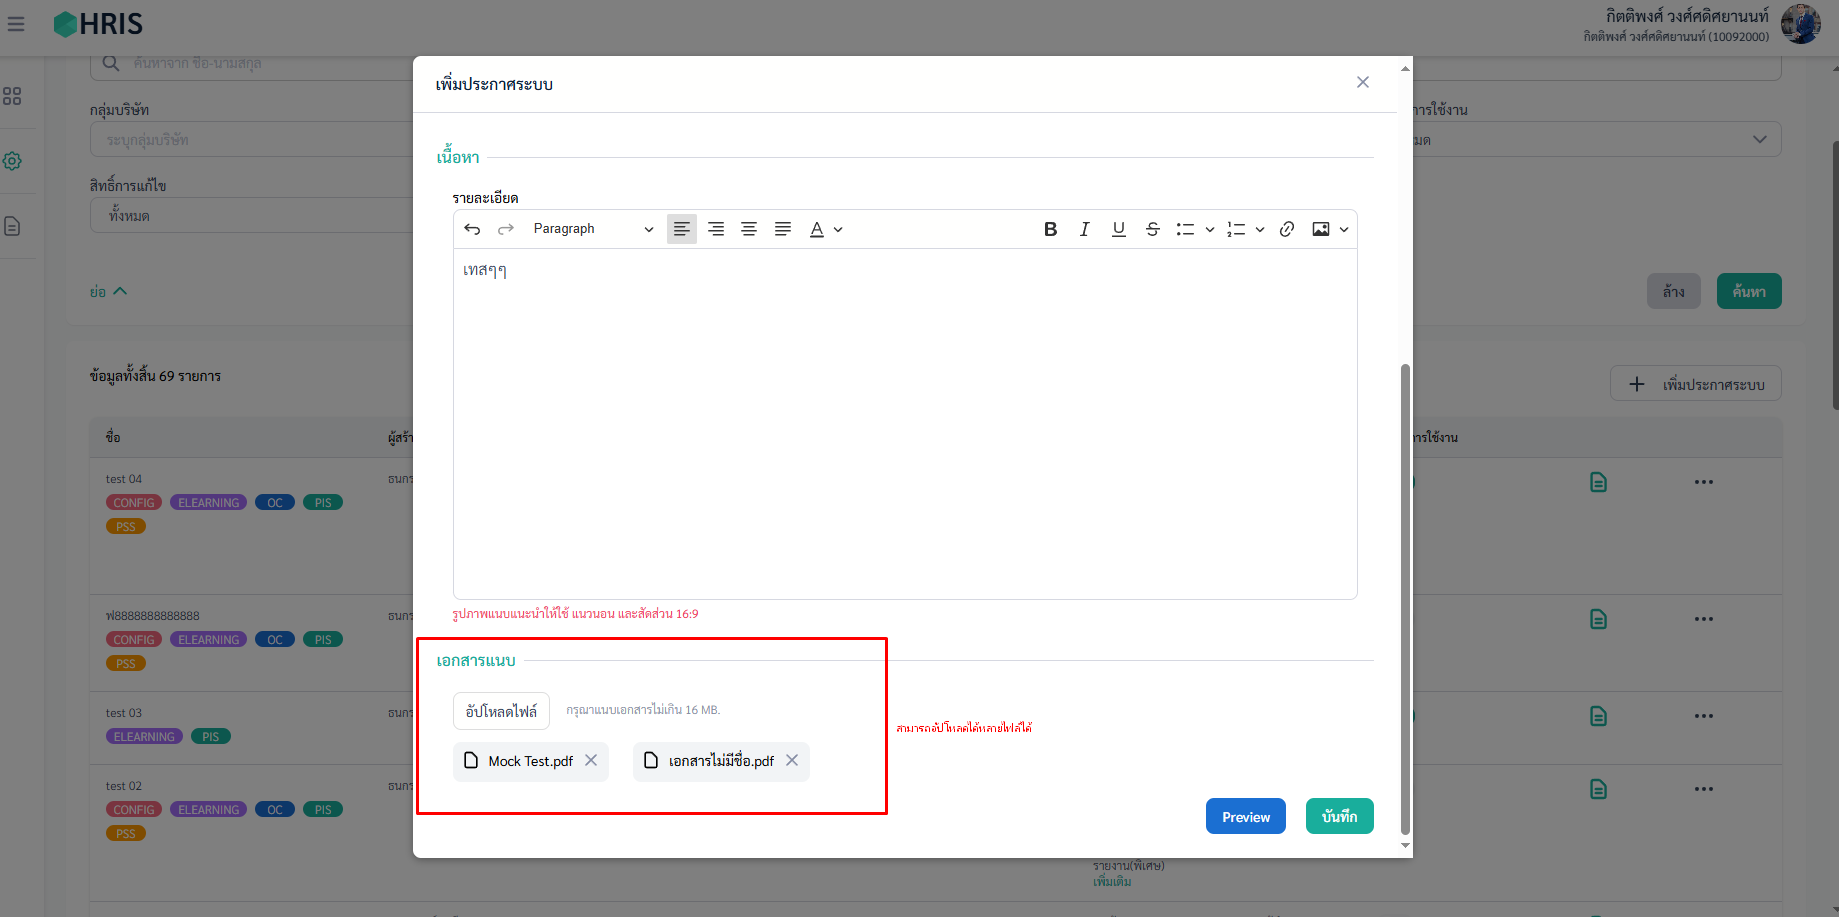 HRIS
กิตติพงศ์ วงศ์ศดิศยานนท์
กิตติพงศ์ วงศ์ศดิศยานนท์ (10092000)
ค้นหาจาก ชื่อ-นามสกุล
กลุ่มบริษัท
ระบุกลุ่มบริษัท
สิทธิ์การแก้ไข
ทั้งหมด
ย่อ
การใช้งาน
มด
ล้าง
ค้นหา
ข้อมูลทั้งสิ้น 69 รายการ
เพิ่มประกาศระบบ
ชื่อ
ผู้สร้า
การใช้งาน
test 04
ธนกร
CONFIG ELEARNING OC PIS
PSS
ฟ8888888888888
ธนกร
CONFIG ELEARNING OC PIS
PSS
test 03
ธนกร
ELEARNING PIS
test 02
ธนกร
CONFIG ELEARNING OC PIS
PSS
รายงาน(พิเศษ)
เพิ่มเติม
เพิ่มประกาศระบบ
เนื้อหา
รายละเอียด
Paragraph
เทสๆๆ
รูปภาพแนบแนะนำให้ใช้ แนวนอน และสัดส่วน 16:9
เอกสารแนบ
อัปโหลดไฟล์
กรุณาแนบเอกสารไม่เกิน 16 MB.
Mock Test.pdf
เอกสารไม่มีชื่อ.pdf
สามารถอัปโหลดได้หลายไฟล์ได้
Preview
บันทึก